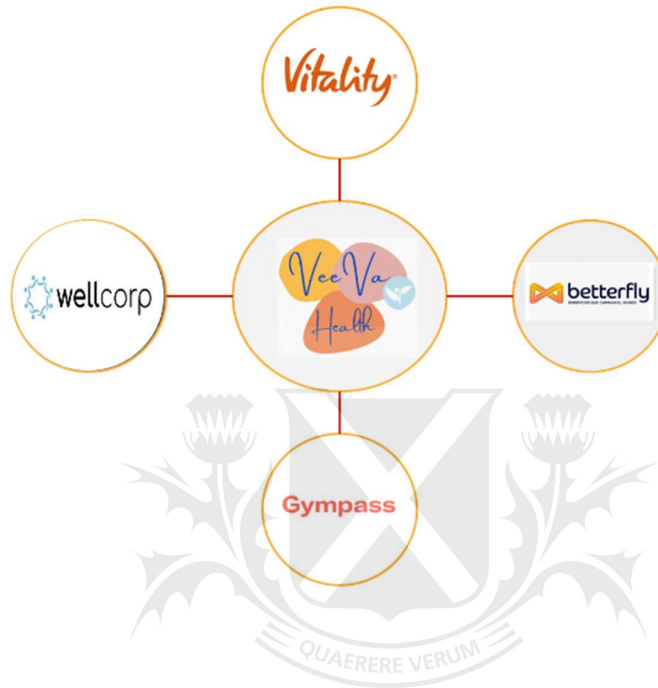 Vitality®
wellcorp
VeeVa
Health
betterfly
Gympass
QUAERERE VERUM